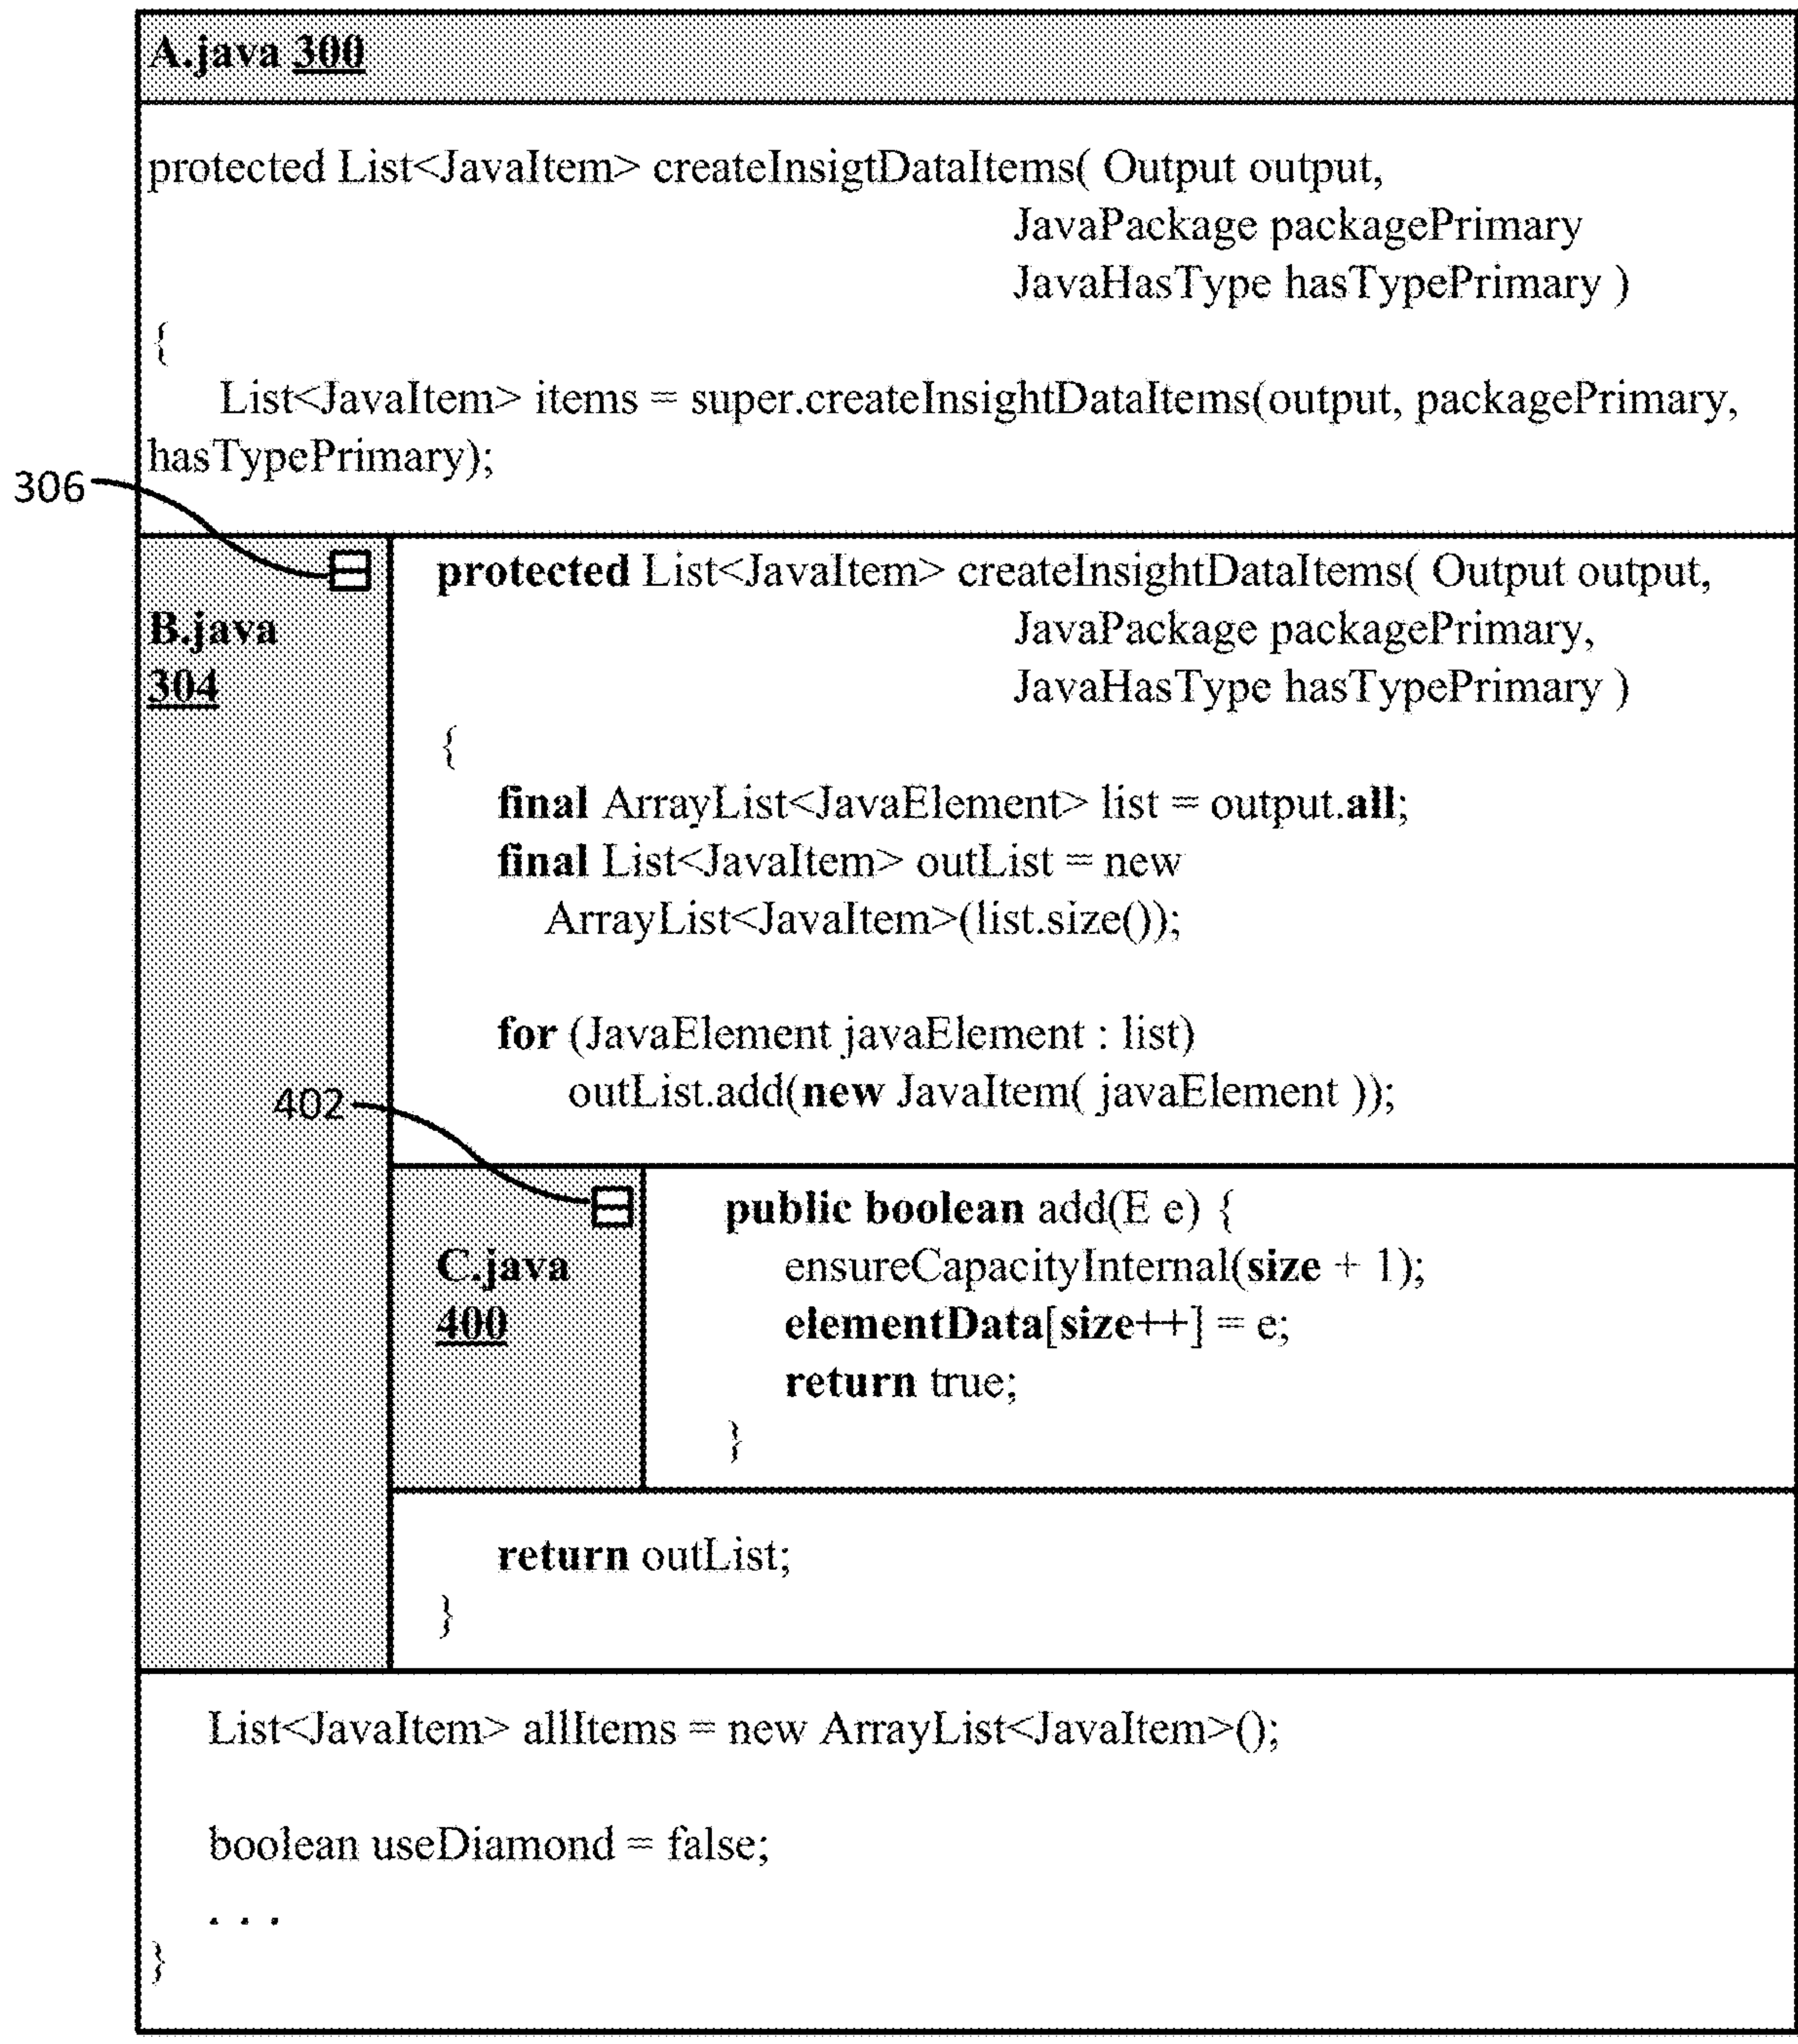 A.java 300
protected List<JavaItem> createInsigtDataItems( Output output,
JavaPackage packagePrimary
JavaHasType hasTypePrimary )
{
List<JavaItem> items = super.createInsightDataItems(output, packagePrimary,
hasTypePrimary);
306
protected List<JavaItem> createInsightDataItems( Output output,
B.java
JavaPackage packagePrimary,
304
JavaHasType hasTypePrimary )
{
final ArrayList<JavaElement> list = output.all;
final List<JavaItem> outList = new
ArrayList<JavaItem>(list.size());
for (JavaElement javaElement : list)
outList.add(new JavaItem( javaElement ));
402
public boolean add(E e) {
C.java
ensureCapacityInternal(size + 1);
400
elementData[size++] = e;
return true;
}
return outList;
}
List<JavaItem> allItems = new ArrayList<JavaItem>();
boolean useDiamond = false;
. . .
}